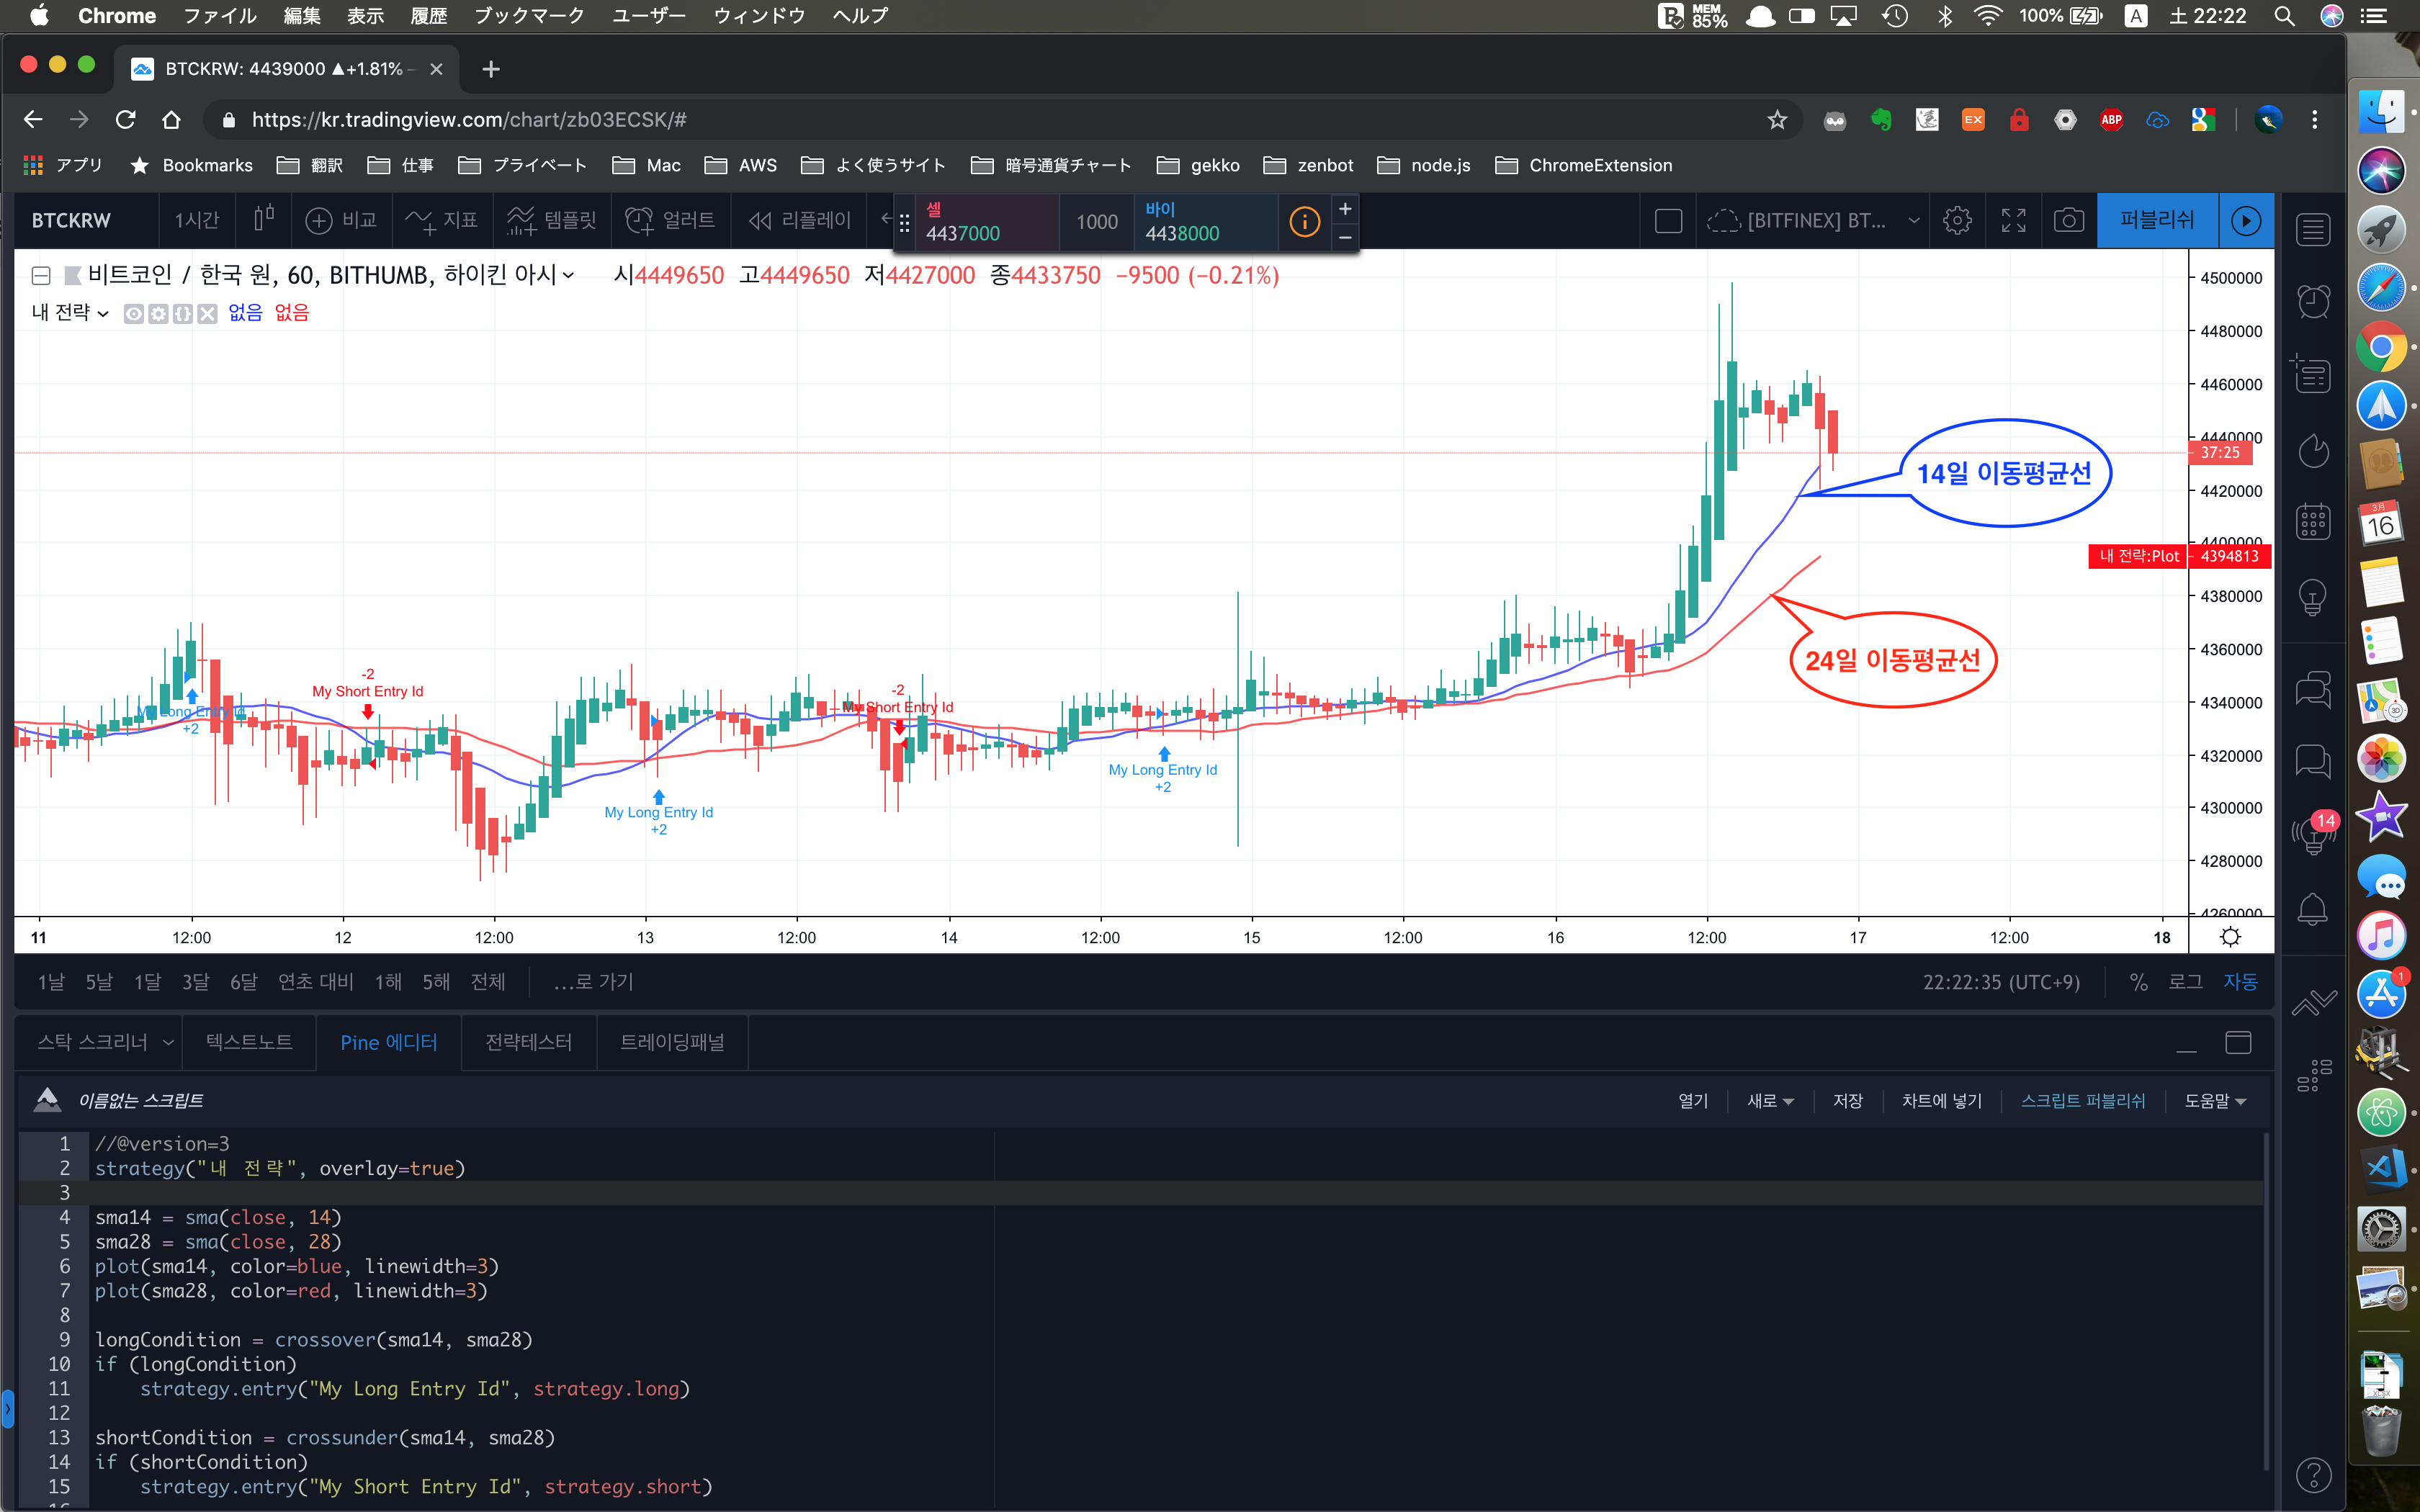 Chrome ファイル 編集 表示 履歴 ブックマーク ユーザー ウィンドウ ヘルプ MEM 85% 100% A 土 22:22
BTCKRW: 4439000 ▲+1.81% –
https://kr.tradingview.com/chart/zb03ECSK/# EX ABP
アプリ Bookmarks 翻訳 仕事 プライベート Mac AWS よく使うサイト 暗号通貨チャート gekko zenbot node.js ChromeExtension
BTCKRW 1시간 비교 지표 템플릿 얼러트 리플레이 셀 4437000 1000 바이 4438000 + − [BITFINEX] BT... 퍼블리쉬
비트코인 / 한국 원, 60, BITHUMB, 하이킨 아시 시4449650 고4449650 저4427000 종4433750 −9500 (−0.21%)
내 전략 없음 없음
4500000
4480000
4460000
4440000
37:25
14일 이동평균선
4420000
4400000
내 전략:Plot 4394813
4380000
4360000
24일 이동평균선
4340000
4320000
4300000
4280000
4260000
-2
My Short Entry Id
My Long Entry Id
+2
-2
My Short Entry Id
My Long Entry Id
+2
My Long Entry Id
+2
11 12:00 12 12:00 13 12:00 14 12:00 15 12:00 16 12:00 17 12:00 18
1날 5날 1달 3달 6달 연초 대비 1해 5해 전체 ...로 가기 22:22:35 (UTC+9) % 로그 자동
스탁 스크리너 텍스트노트 Pine 에디터 전략테스터 트레이딩패널
이름없는 스크립트 열기 새로 저장 차트에 넣기 스크립트 퍼블리쉬 도움말
1 //@version=3
2 strategy("내 전략", overlay=true)
3
4 sma14 = sma(close, 14)
5 sma28 = sma(close, 28)
6 plot(sma14, color=blue, linewidth=3)
7 plot(sma28, color=red, linewidth=3)
8
9 longCondition = crossover(sma14, sma28)
10 if (longCondition)
11 strategy.entry("My Long Entry Id", strategy.long)
12
13 shortCondition = crossunder(sma14, sma28)
14 if (shortCondition)
15 strategy.entry("My Short Entry Id", strategy.short)
16
14
3月
16
3D
1